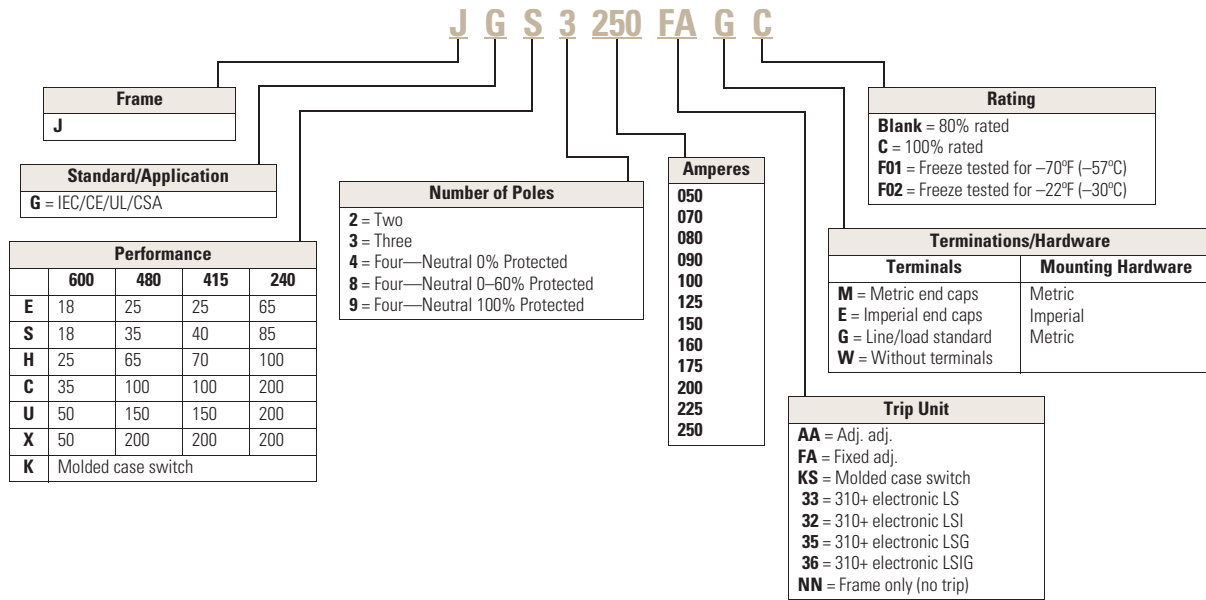 J G S 3 250 FA G C
Frame
J
Standard/Application
G = IEC/CE/UL/CSA
Performance
600 480 415 240
E 18 25 25 65
S 18 35 40 85
H 25 65 70 100
C 35 100 100 200
U 50 150 150 200
X 50 200 200 200
K Molded case switch
Number of Poles
2 = Two
3 = Three
4 = Four—Neutral 0% Protected
8 = Four—Neutral 0–60% Protected
9 = Four—Neutral 100% Protected
Amperes
050
070
080
090
100
125
150
160
175
200
225
250
Rating
Blank = 80% rated
C = 100% rated
F01 = Freeze tested for –70ºF (–57ºC)
F02 = Freeze tested for –22ºF (–30ºC)
Terminations/Hardware
Terminals Mounting Hardware
M = Metric end caps Metric
E = Imperial end caps Imperial
G = Line/load standard Metric
W = Without terminals
Trip Unit
AA = Adj. adj.
FA = Fixed adj.
KS = Molded case switch
33 = 310+ electronic LS
32 = 310+ electronic LSI
35 = 310+ electronic LSG
36 = 310+ electronic LSIG
NN = Frame only (no trip)